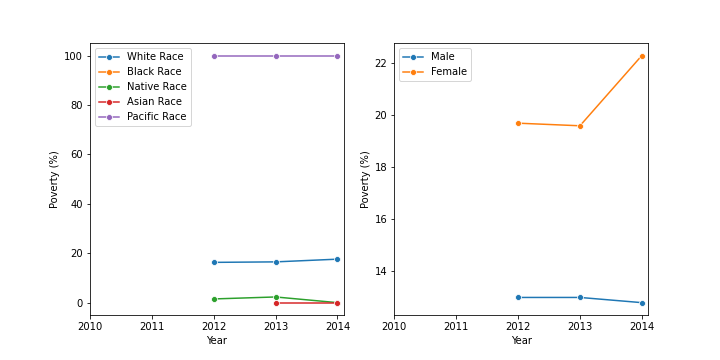 White Race
Black Race
Native Race
Asian Race
Pacific Race
100
80
60
40
20
0
Poverty (%)
2010 2011 2012 2013 2014
Year
Male
Female
22
20
18
16
14
Poverty (%)
2010 2011 2012 2013 2014
Year